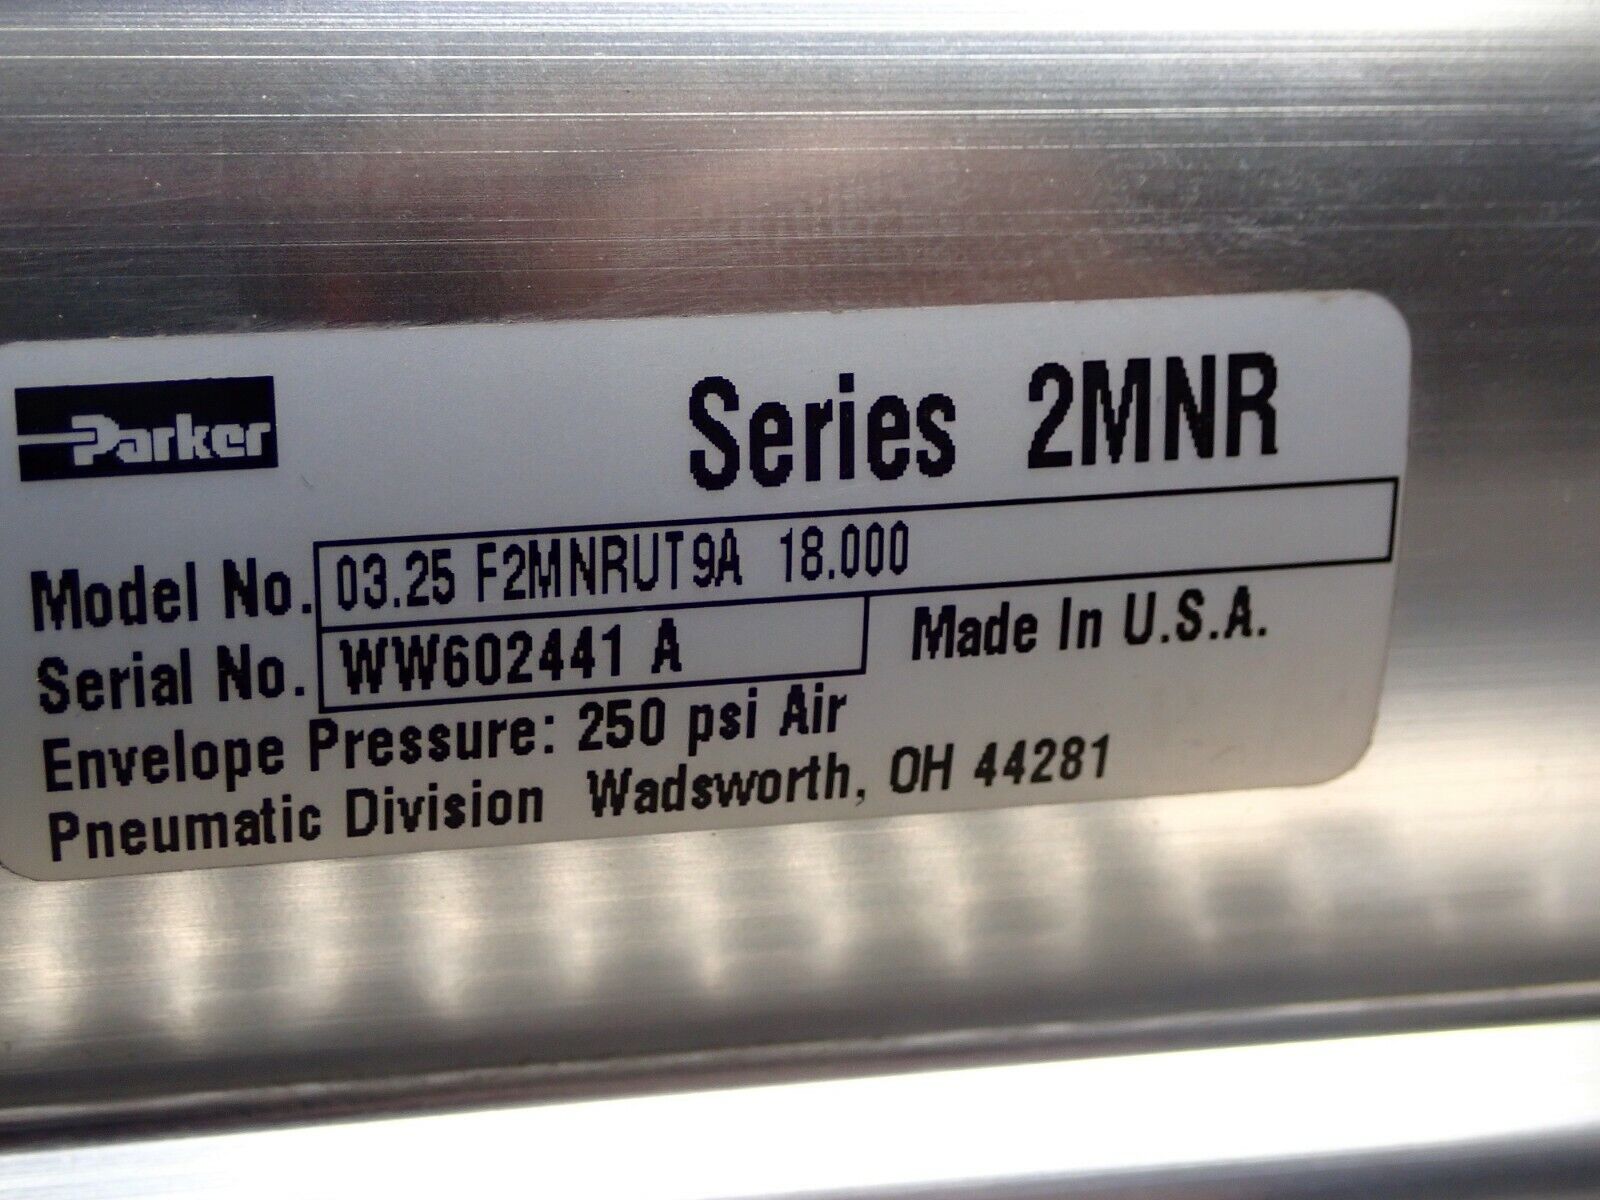 Parker
Series 2MNR
Model No. 03.25 F2MNRUT9A 18.000
Serial No. WW602441 A Made In U.S.A.
Envelope Pressure: 250 psi Air
Pneumatic Division Wadsworth, OH 44281